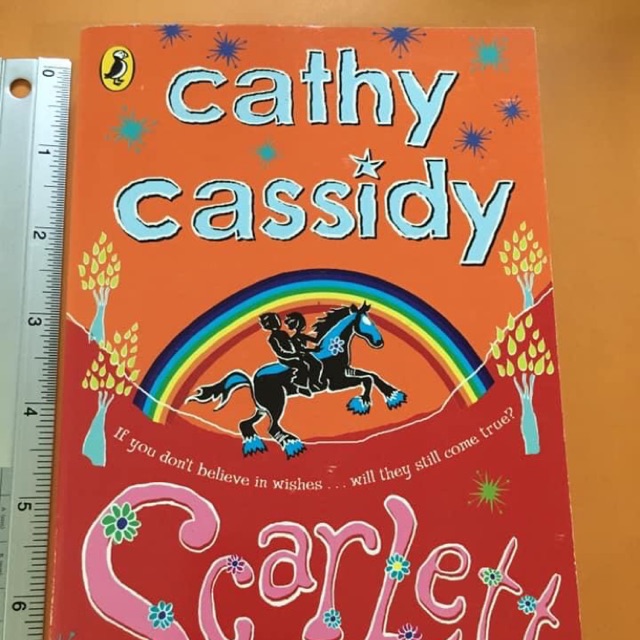 cathy
cassidy
If you don't believe in wishes . . . will they still come true?
Scarlett
0
1
2
3
4
5
6